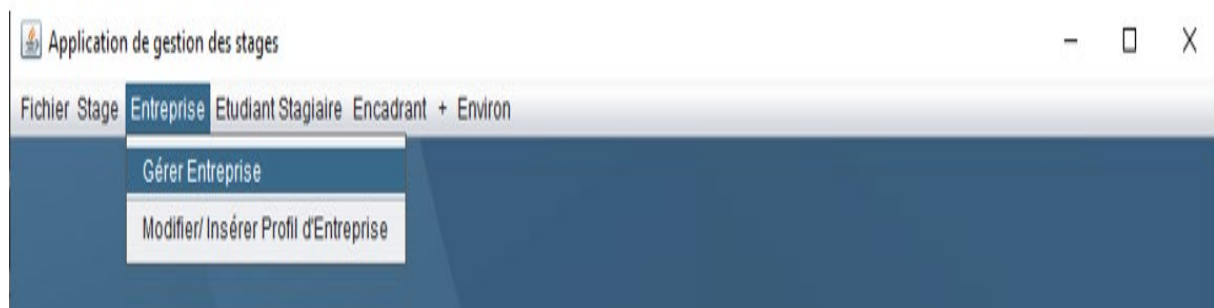 Application de gestion des stages
Fichier Stage Entreprise Etudiant Stagiaire Encadrant + Environ
Gérer Entreprise
Modifier/ Insérer Profil d'Entreprise